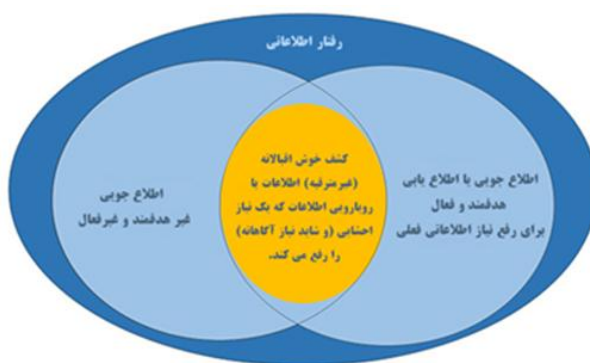 رفتار اطلاعاتی
اطلاع جویی یا اطلاع یابی
هدفمند و فعال
برای رفع نیاز اطلاعاتی فعلی
کشف خوش اقبالانه
(غیرمترقبه) اطلاعات یا
رویارویی اطلاعات که یک نیاز
احتمالی (و شاید نیاز آگاهانه)
را رفع می کند.
اطلاع جویی
غیر هدفمند و غیرفعال